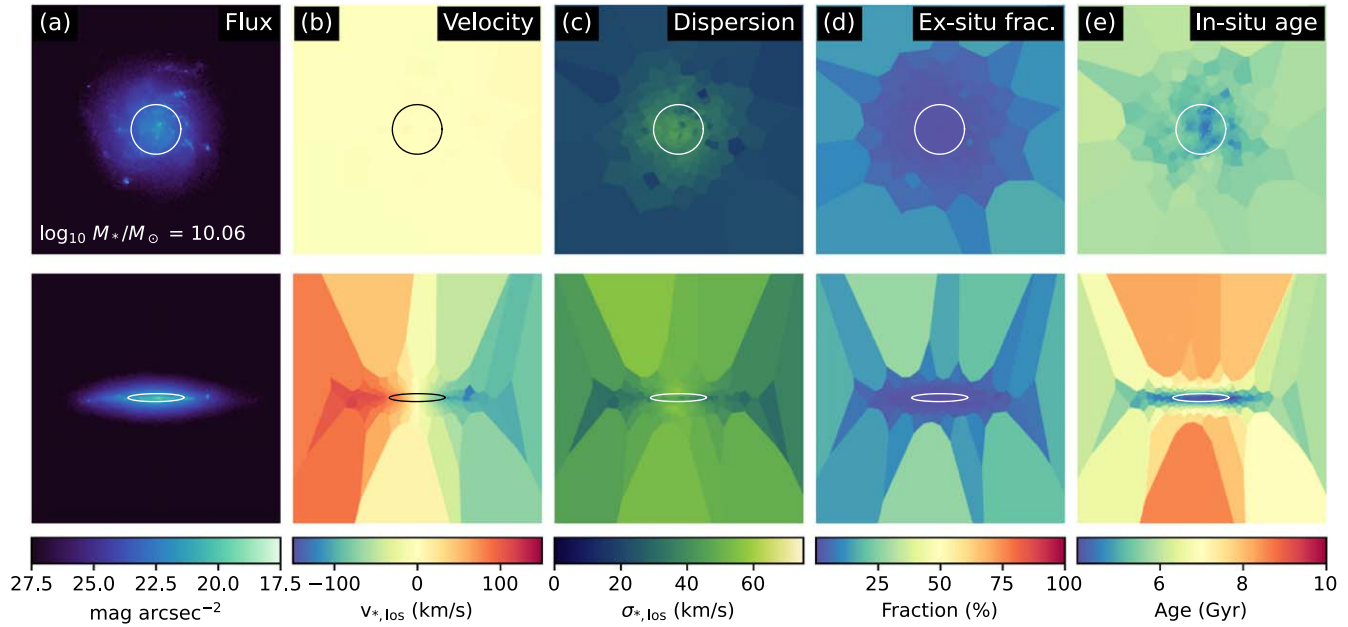 (a) Flux (b) Velocity (c) Dispersion (d) Ex-situ frac. (e) In-situ age
log₁₀ M*/M⊙ = 10.06
27.5 25.0 22.5 20.0 17.5 −100 0 100 0 20 40 60 25 50 75 100 6 8 10
mag arcsec⁻² v*,los (km/s) σ*,los (km/s) Fraction (%) Age (Gyr)